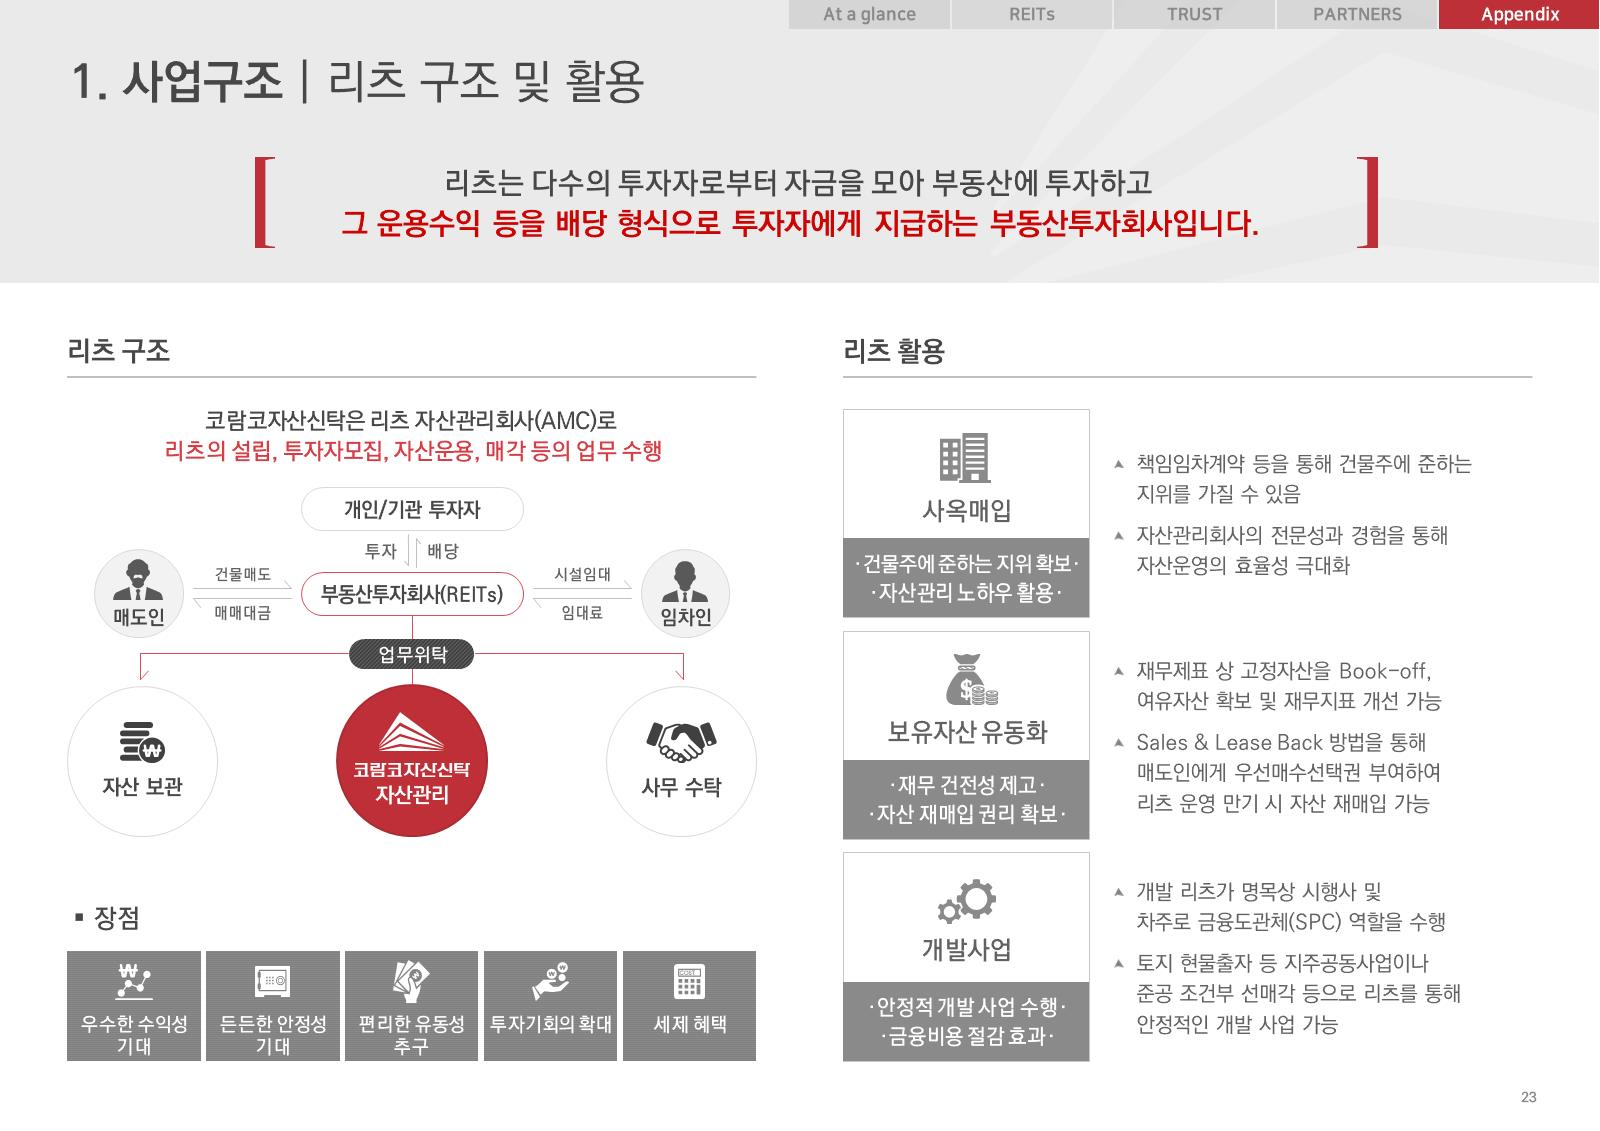 At a glance
REITs
TRUST
PARTNERS
Appendix
1. 사업구조 | 리츠 구조 및 활용
리츠는 다수의 투자자로부터 자금을 모아 부동산에 투자하고
그 운용수익 등을 배당 형식으로 투자자에게 지급하는 부동산투자회사입니다.
리츠 구조
코람코자산신탁은 리츠 자산관리회사(AMC)로
리츠의 설립, 투자자모집, 자산운용, 매각 등의 업무 수행
개인/기관 투자자
투자
배당
건물매도
매매대금
매도인
부동산투자회사(REITs)
시설임대
임대료
임차인
업무위탁
자산 보관
코람코자산신탁
자산관리
사무 수탁
▪ 장점
우수한 수익성
기대
든든한 안정성
기대
편리한 유동성
추구
투자기회의 확대
COST
세제 혜택
리츠 활용
사옥매입
· 건물주에 준하는 지위 확보 ·
· 자산관리 노하우 활용 ·
책임임차계약 등을 통해 건물주에 준하는
지위를 가질 수 있음
자산관리회사의 전문성과 경험을 통해
자산운영의 효율성 극대화
$
보유자산 유동화
· 재무 건전성 제고 ·
· 자산 재매입 권리 확보 ·
재무제표 상 고정자산을 Book-off,
여유자산 확보 및 재무지표 개선 가능
Sales & Lease Back 방법을 통해
매도인에게 우선매수선택권 부여하여
리츠 운영 만기 시 자산 재매입 가능
개발사업
· 안정적 개발 사업 수행 ·
· 금융비용 절감 효과 ·
개발 리츠가 명목상 시행사 및
차주로 금융도관체(SPC) 역할을 수행
토지 현물출자 등 지주공동사업이나
준공 조건부 선매각 등으로 리츠를 통해
안정적인 개발 사업 가능
23